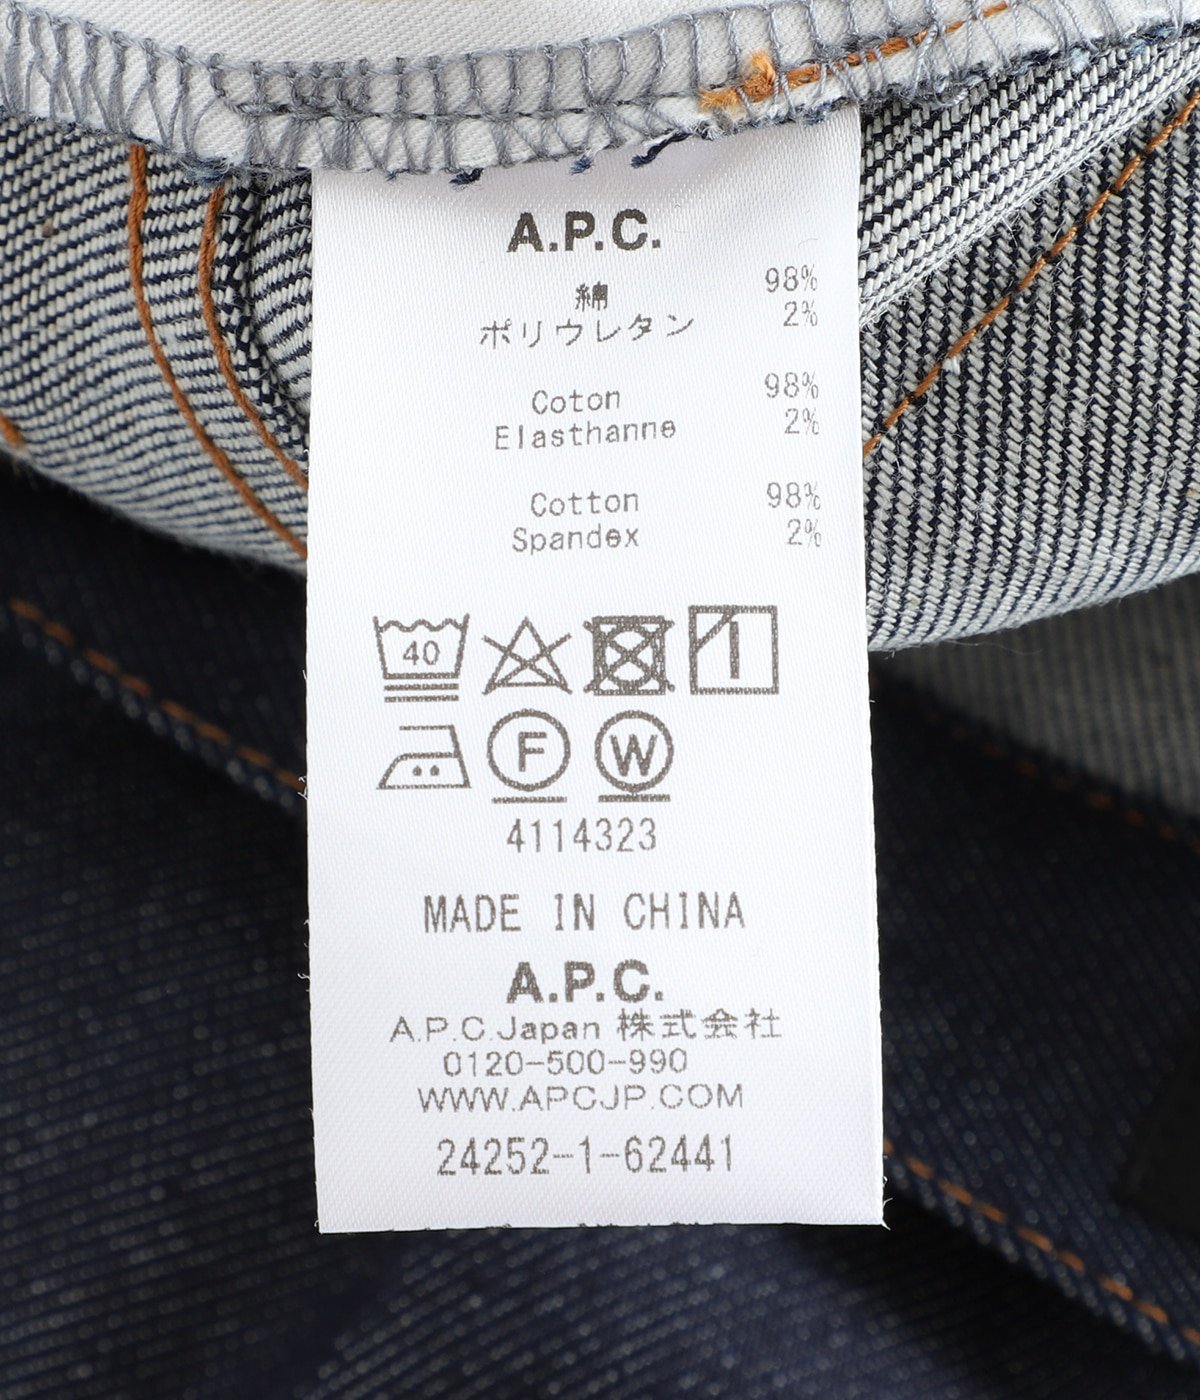 A.P.C.
綿 98%
ポリウレタン 2%
Coton 98%
Elasthanne 2%
Cotton 98%
Spandex 2%
40
F W
4114323
MADE IN CHINA
A.P.C.
A.P.C.Japan 株式会社
0120-500-990
WWW.APCJP.COM
24252-1-62441